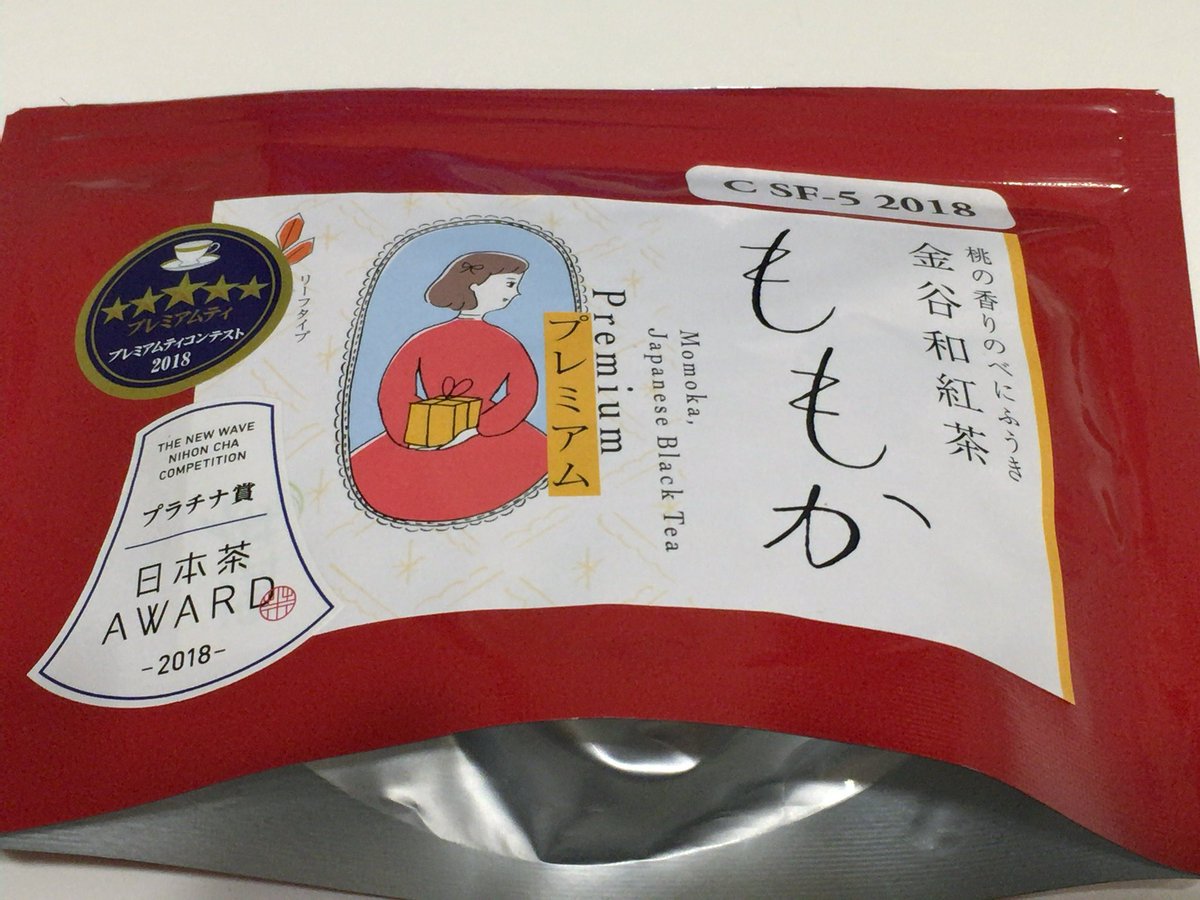 C SF-5 2018
桃の香りのべにふうき
金谷和紅茶
ももか
Momoka,
Japanese Black Tea
Premium
プレミアム
リーフタイプ
プレミアムティ
プレミアムティコンテスト
2018
THE NEW WAVE
NIHON CHA
COMPETITION
プラチナ賞
日本茶
AWARD
-2018-